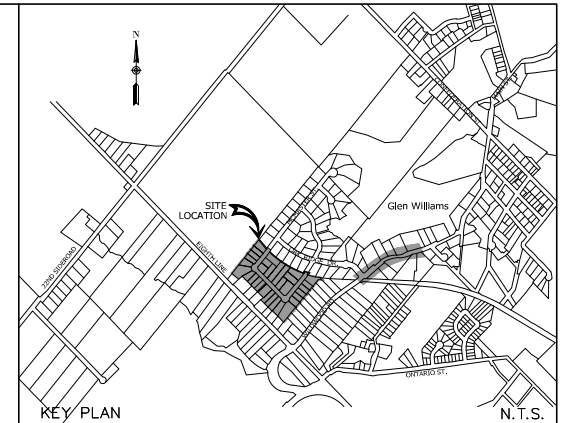 N
SITE
LOCATION
Glen Williams
22ND SIDEROAD
EIGHTH LINE
ONTARIO ST.
KEY PLAN
N.T.S.